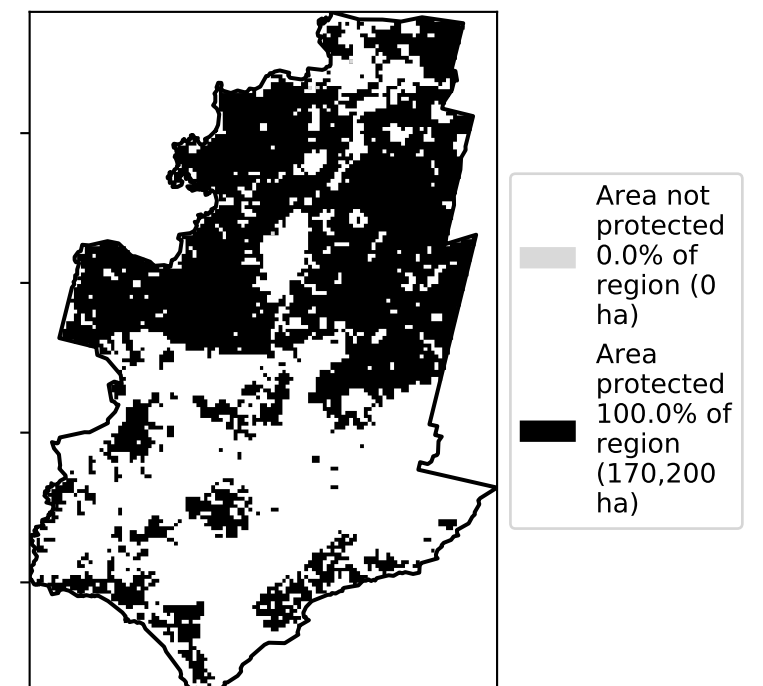 Area not
protected
0.0% of
region (0
ha)
Area
protected
100.0% of
region
(170,200
ha)